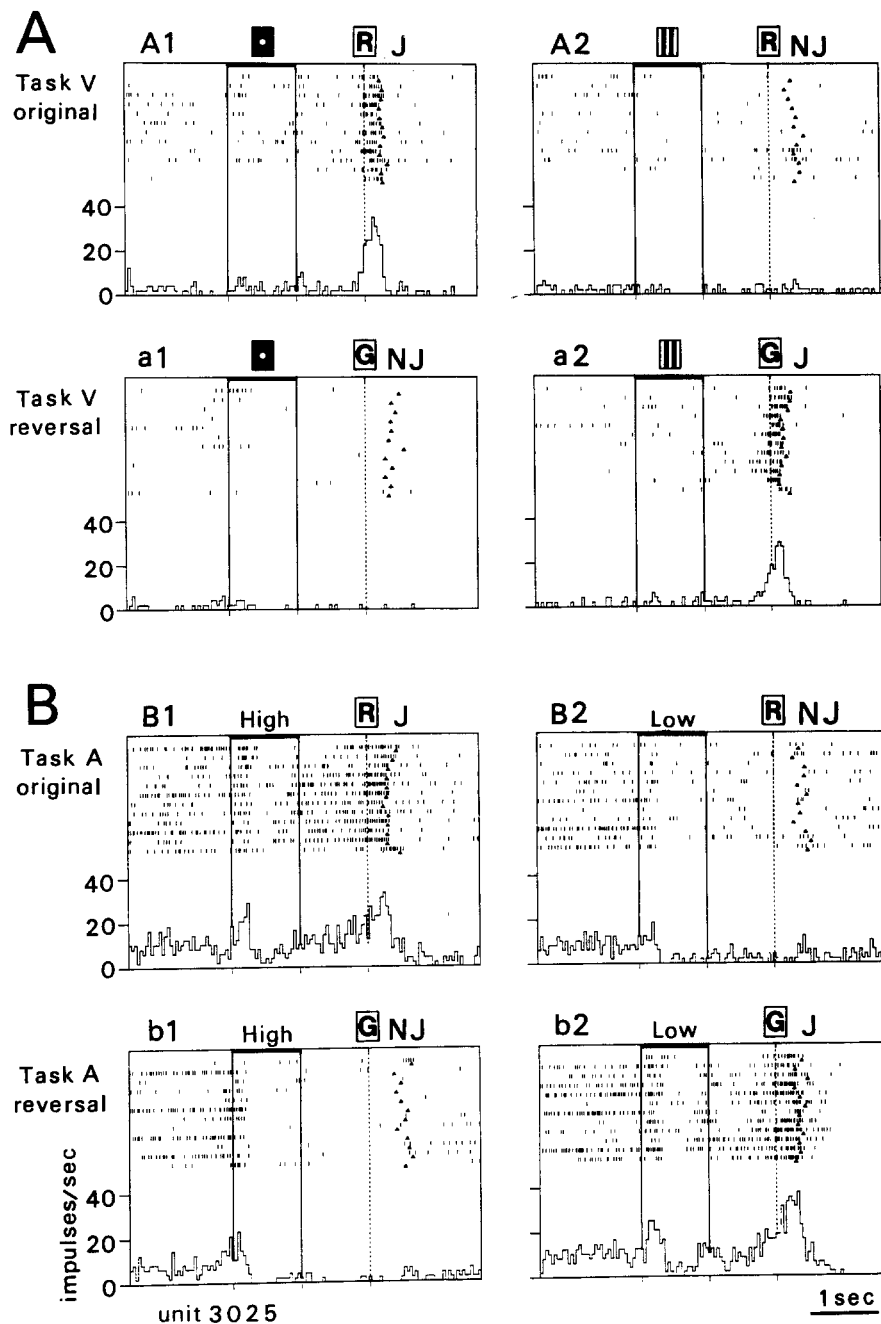 A
A1 R J
A2 R NJ
Task V
original
40
20
0
a1 G NJ
a2 G J
Task V
reversal
40
20
0
B
B1 High R J
B2 Low R NJ
Task A
original
40
20
0
b1 High G NJ
b2 Low G J
Task A
reversal
impulses/sec
40
20
0
unit 3025
1sec